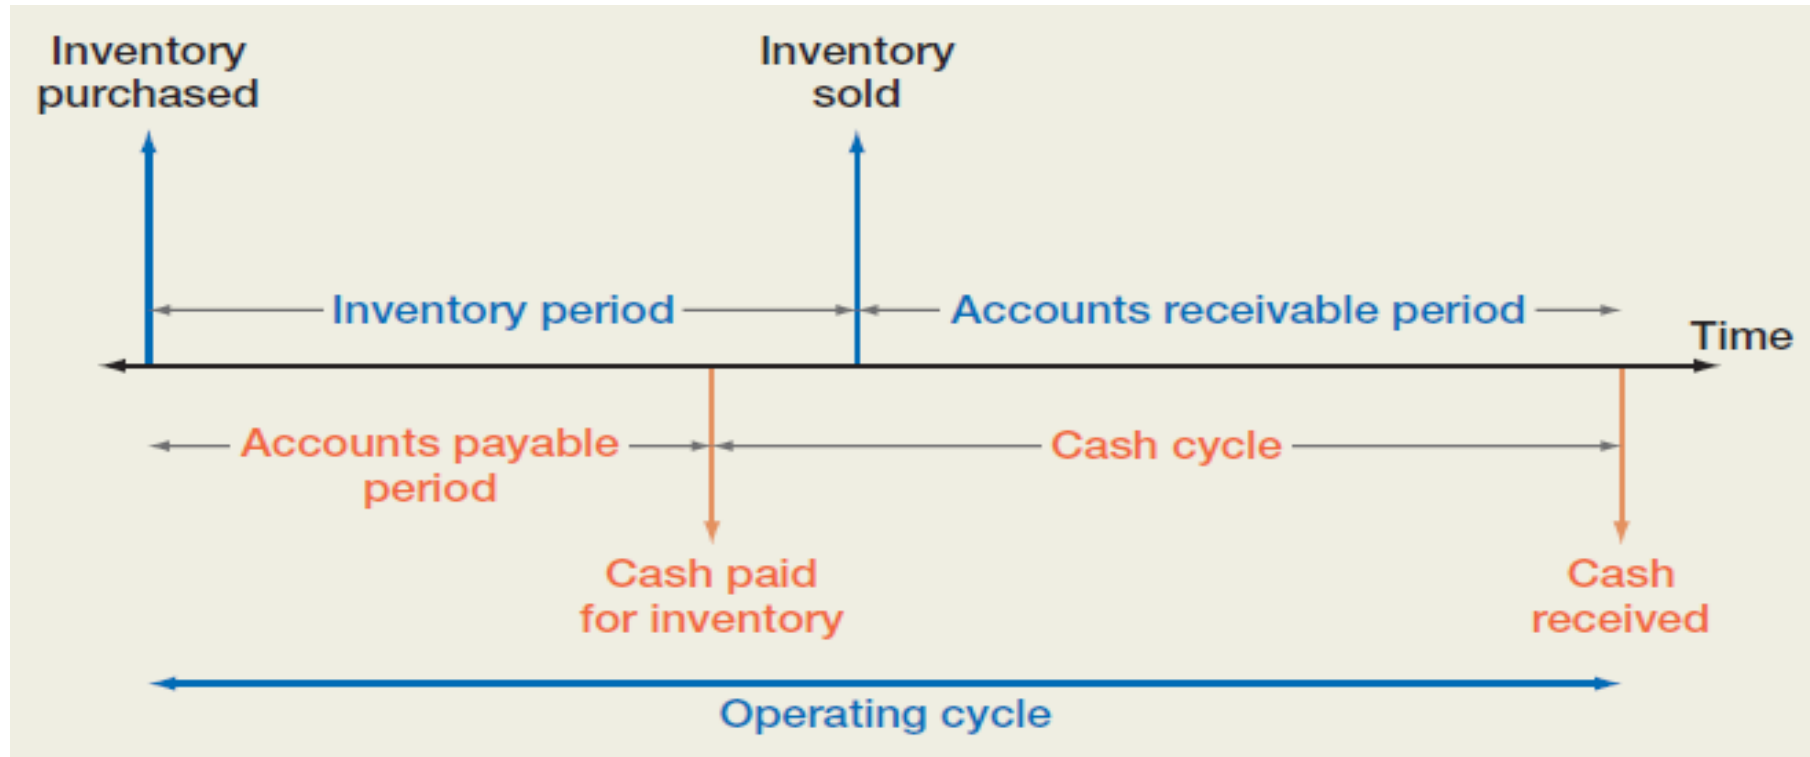 Inventory
purchased
Inventory
sold
Inventory period
Accounts receivable period
Time
Accounts payable
period
Cash cycle
Cash paid
for inventory
Cash
received
Operating cycle